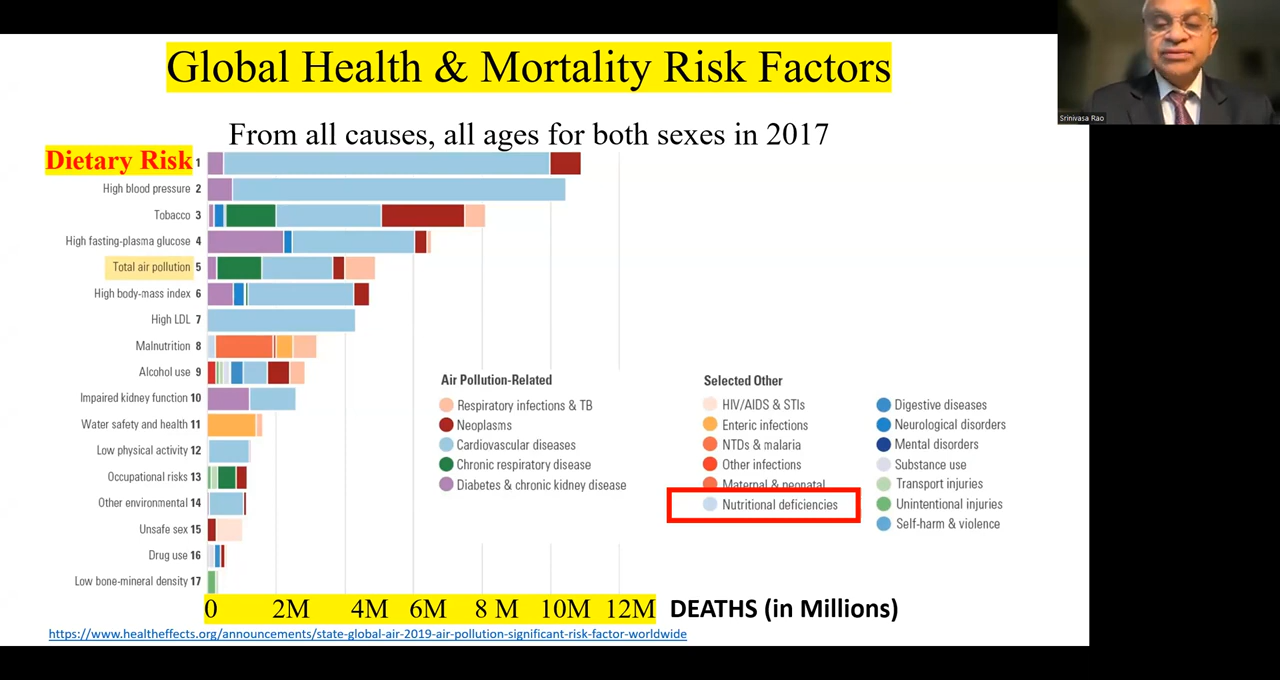 Global Health & Mortality Risk Factors
Srinivasa Rao
From all causes, all ages for both sexes in 2017
Dietary Risk 1
High blood pressure 2
Tobacco 3
High fasting-plasma glucose 4
Total air pollution 5
High body-mass index 6
High LDL 7
Malnutrition 8
Alcohol use 9
Impaired kidney function 10
Water safety and health 11
Low physical activity 12
Occupational risks 13
Other environmental 14
Unsafe sex 15
Drug use 16
Low bone-mineral density 17
Air Pollution-Related
Respiratory infections & TB
Neoplasms
Cardiovascular diseases
Chronic respiratory disease
Diabetes & chronic kidney disease
Selected Other
HIV/AIDS & STIs
Enteric infections
NTDs & malaria
Other infections
Maternal & neonatal
Nutritional deficiencies
Digestive diseases
Neurological disorders
Mental disorders
Substance use
Transport injuries
Unintentional injuries
Self-harm & violence
0 2M 4M 6M 8 M 10M 12M DEATHS (in Millions)
https://www.healtheffects.org/announcements/state-global-air-2019-air-pollution-significant-risk-factor-worldwide